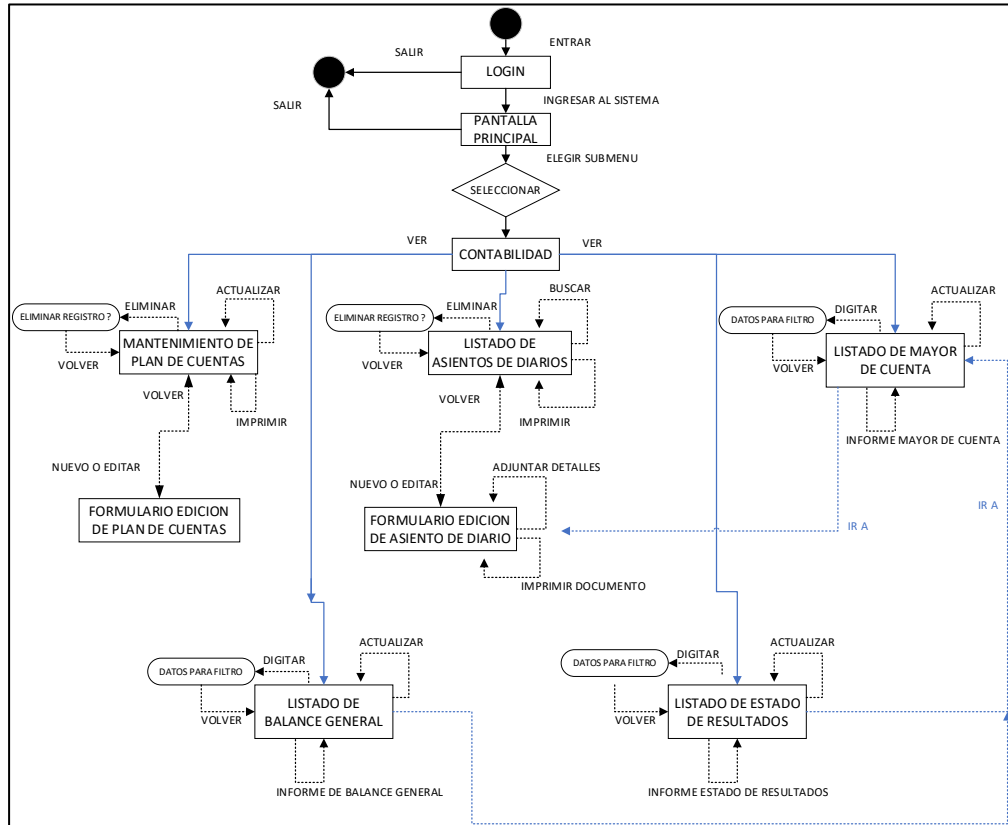 ENTRAR
SALIR
LOGIN
INGRESAR AL SISTEMA
SALIR
PANTALLA
PRINCIPAL
ELEGIR SUBMENU
SELECCIONAR
VER
VER
CONTABILIDAD
ACTUALIZAR
ELIMINAR
ELIMINAR REGISTRO ?
MANTENIMIENTO DE
PLAN DE CUENTAS
VOLVER
VOLVER
IMPRIMIR
NUEVO O EDITAR
FORMULARIO EDICION
DE PLAN DE CUENTAS
BUSCAR
ELIMINAR
ELIMINAR REGISTRO ?
LISTADO DE
ASIENTOS DE DIARIOS
VOLVER
VOLVER
IMPRIMIR
ADJUNTAR DETALLES
NUEVO O EDITAR
FORMULARIO EDICION
DE ASIENTO DE DIARIO
IMPRIMIR DOCUMENTO
ACTUALIZAR
DIGITAR
DATOS PARA FILTRO
LISTADO DE MAYOR
DE CUENTA
VOLVER
INFORME MAYOR DE CUENTA
IR A
IR A
ACTUALIZAR
DIGITAR
DATOS PARA FILTRO
LISTADO DE
BALANCE GENERAL
VOLVER
INFORME DE BALANCE GENERAL
ACTUALIZAR
DIGITAR
DATOS PARA FILTRO
LISTADO DE ESTADO
DE RESULTADOS
VOLVER
INFORME ESTADO DE RESULTADOS